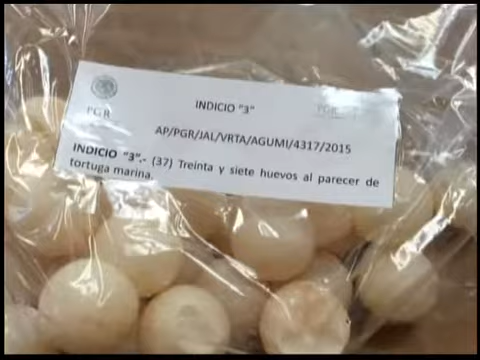 PGR
INDICIO "3"
PGR
AP/PGR/JAL/VRTA/AGUMI/4317/2015
INDICIO "3".- (37) Treinta y siete huevos al parecer de
tortuga marina.